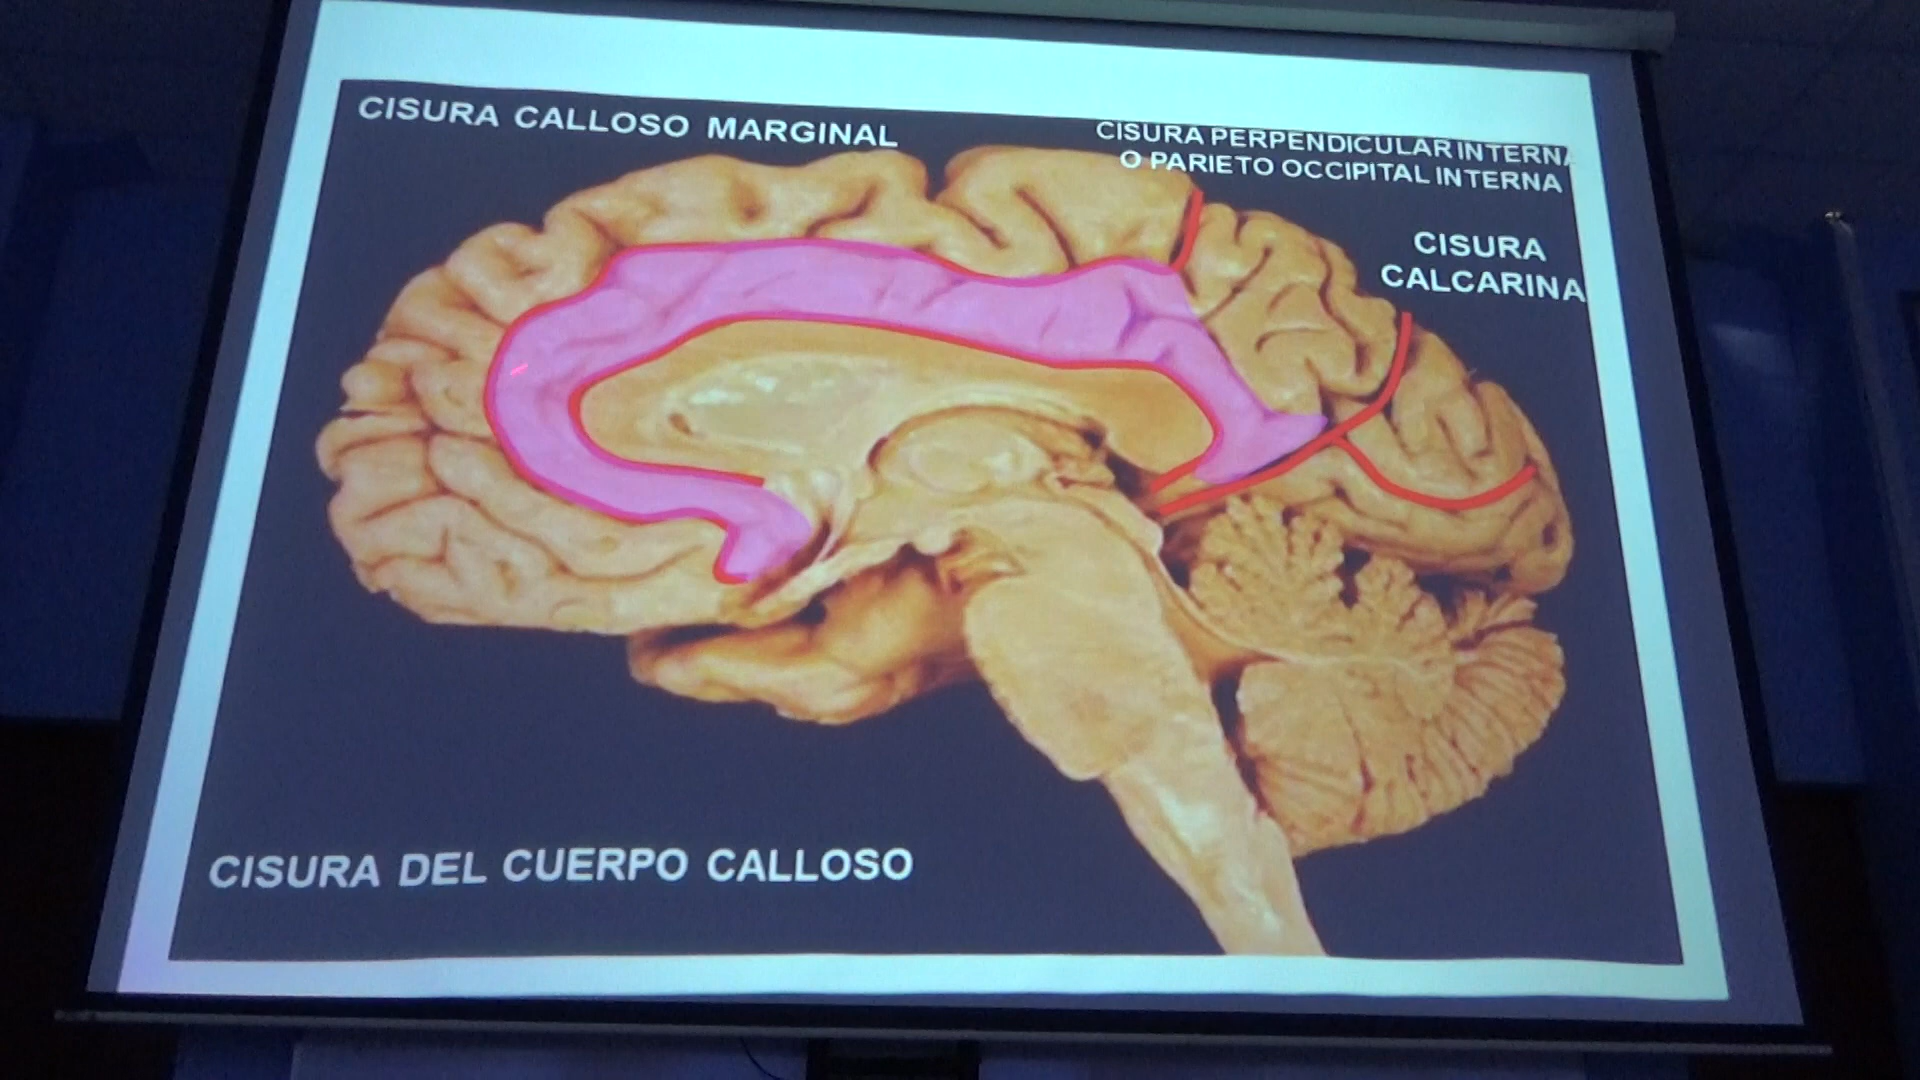 CISURA CALLOSO MARGINAL
CISURA PERPENDICULAR INTERNA
O PARIETO OCCIPITAL INTERNA
CISURA
CALCARINA
CISURA DEL CUERPO CALLOSO